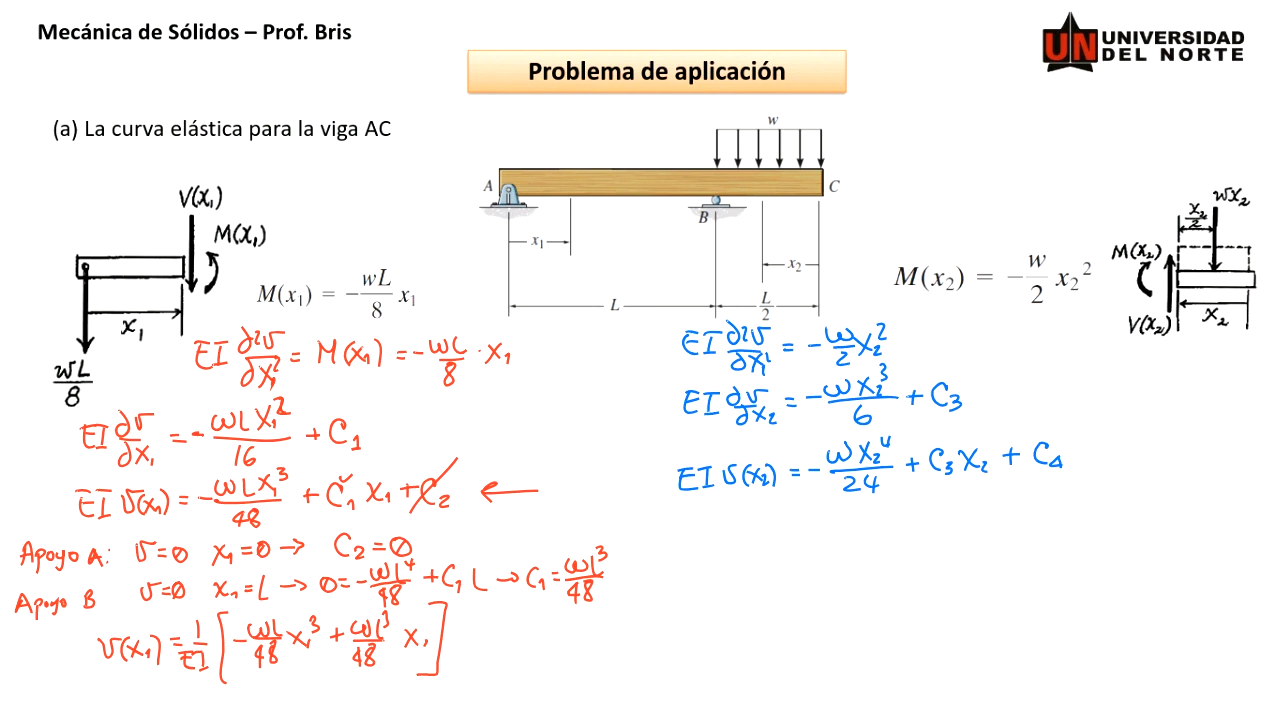 Mecánica de Sólidos – Prof. Bris
UNIVERSIDAD
DEL NORTE
UN
Problema de aplicación
(a) La curva elástica para la viga AC
w
A
C
B
x₁
x₂
L
L/2
V(x₁)
M(x₁)
x₁
wL/8
M(x₁) = -wL/8 x₁
M(x₂) = -w/2 x₂²
wx₂
x₂/2
M(x₂)
V(x₂)
x₂
EI ∂²v/∂x₁² = M(x₁) = -wL/8 · x₁
EI ∂v/∂x₁ = -wLx₁²/16 + C₁
EI v(x₁) = -wLx₁³/48 + C₁ x₁ + C₂ ←
Apoyo A: v=0 x₁=0 → C₂=0
Apoyo B v=0 x₁=L → 0=-wL⁴/48 + C₁ L → C₁=wL³/48
v(x₁) = 1/EI [-wL/48 x₁³ + wL³/48 x₁]
EI ∂²v/∂x₁² = -w/2 x₂²
EI ∂v/∂x₂ = -wx₂³/6 + C₃
EI v(x₂) = -wx₂⁴/24 + C₃ x₂ + C₄